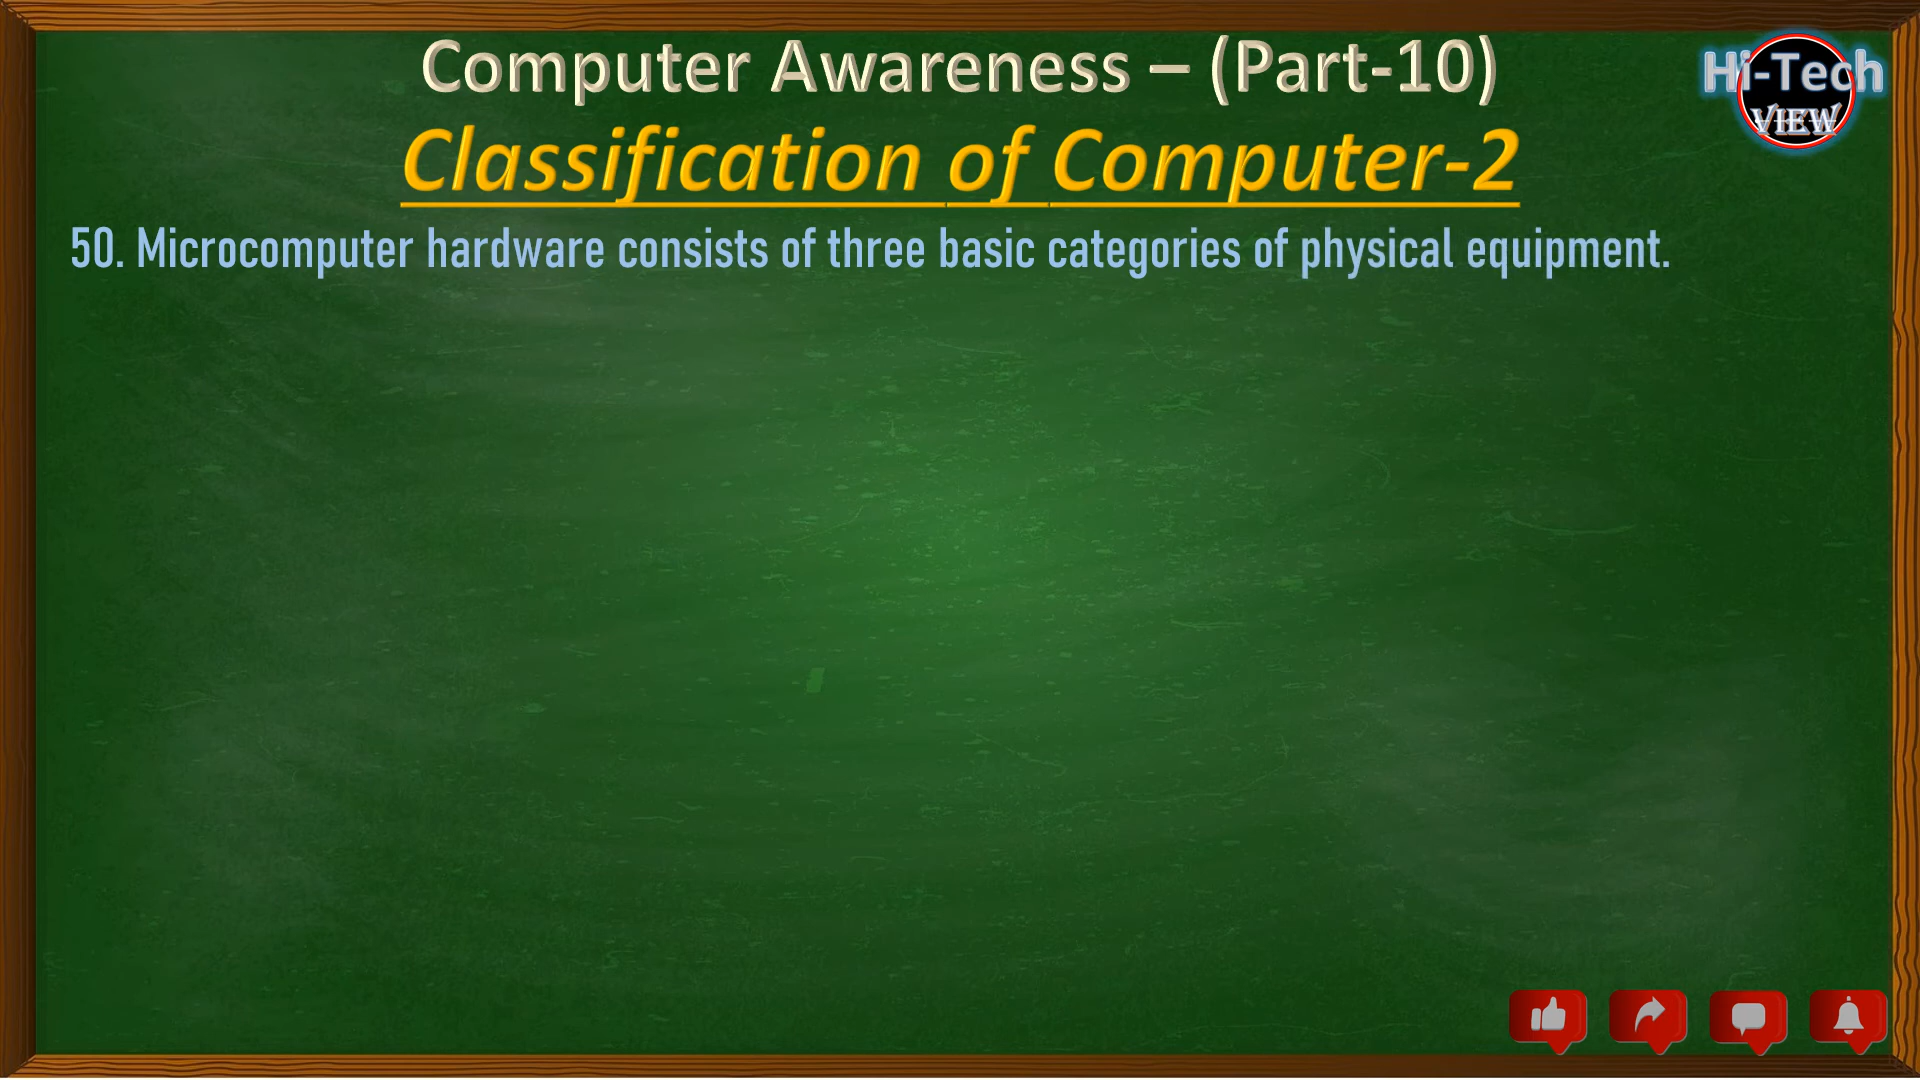 Computer Awareness – (Part-10)
Hi-Tech
VIEW
Classification of Computer-2
50. Microcomputer hardware consists of three basic categories of physical equipment.